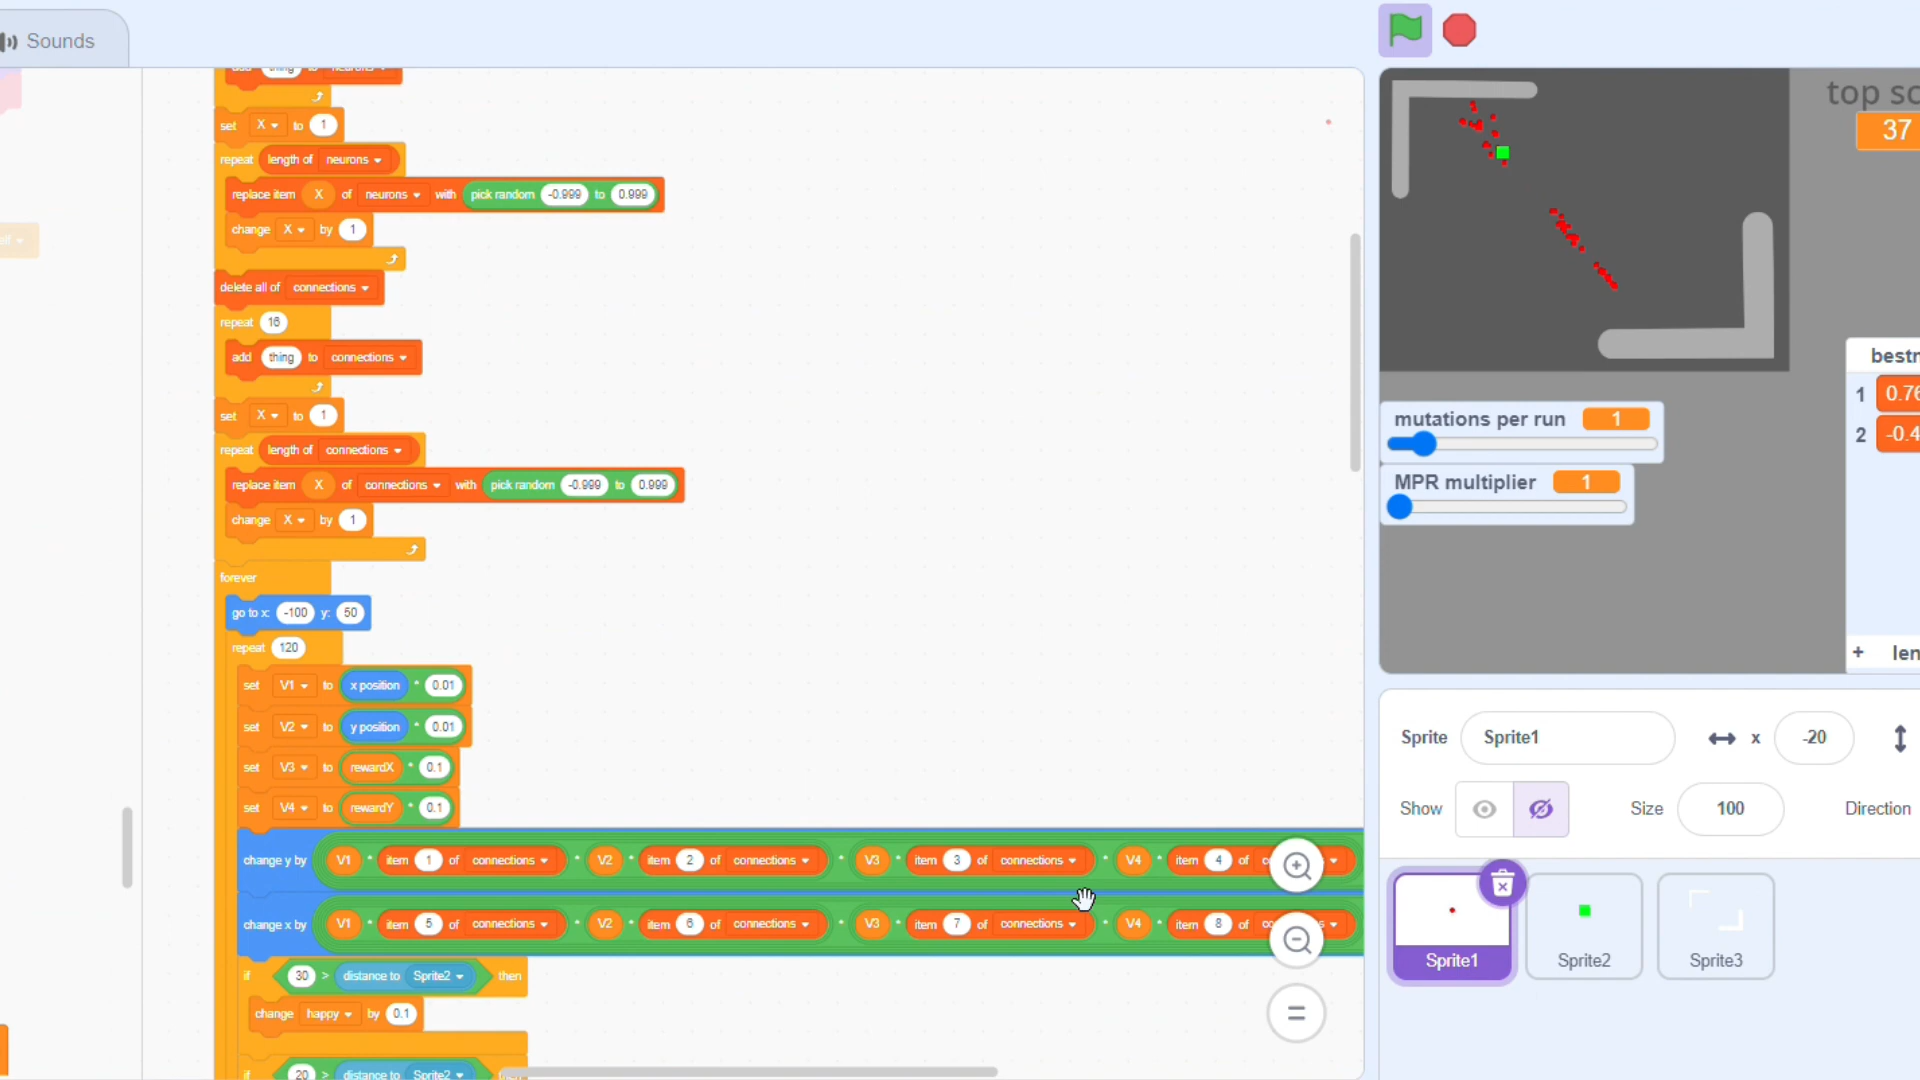 Sounds
set X to 1
repeat length of neurons
replace item X of neurons with pick random -0.999 to 0.999
change X by 1
delete all of connections
repeat 16
add thing to connections
set X to 1
repeat length of connections
replace item X of connections with pick random -0.999 to 0.999
change X by 1
forever
go to x: -100 y: 50
repeat 120
set V1 to x position * 0.01
set V2 to y position * 0.01
set V3 to rewardX * 0.1
set V4 to rewardY * 0.1
change y by V1 * item 1 of connections * V2 * item 2 of connections * V3 * item 3 of connections * V4 * item 4 of
change x by V1 * item 5 of connections * V2 * item 6 of connections * V3 * item 7 of connections * V4 * item 8 of
if 30 > distance to Sprite2 then
change happy by 0.1
if 20 > distance to Sprite2
top sc
37
mutations per run 1
MPR multiplier 1
bestn
1 0.76
2 -0.4
+ len
Sprite Sprite1 x -20
Show Size 100 Direction
Sprite1
Sprite2
Sprite3